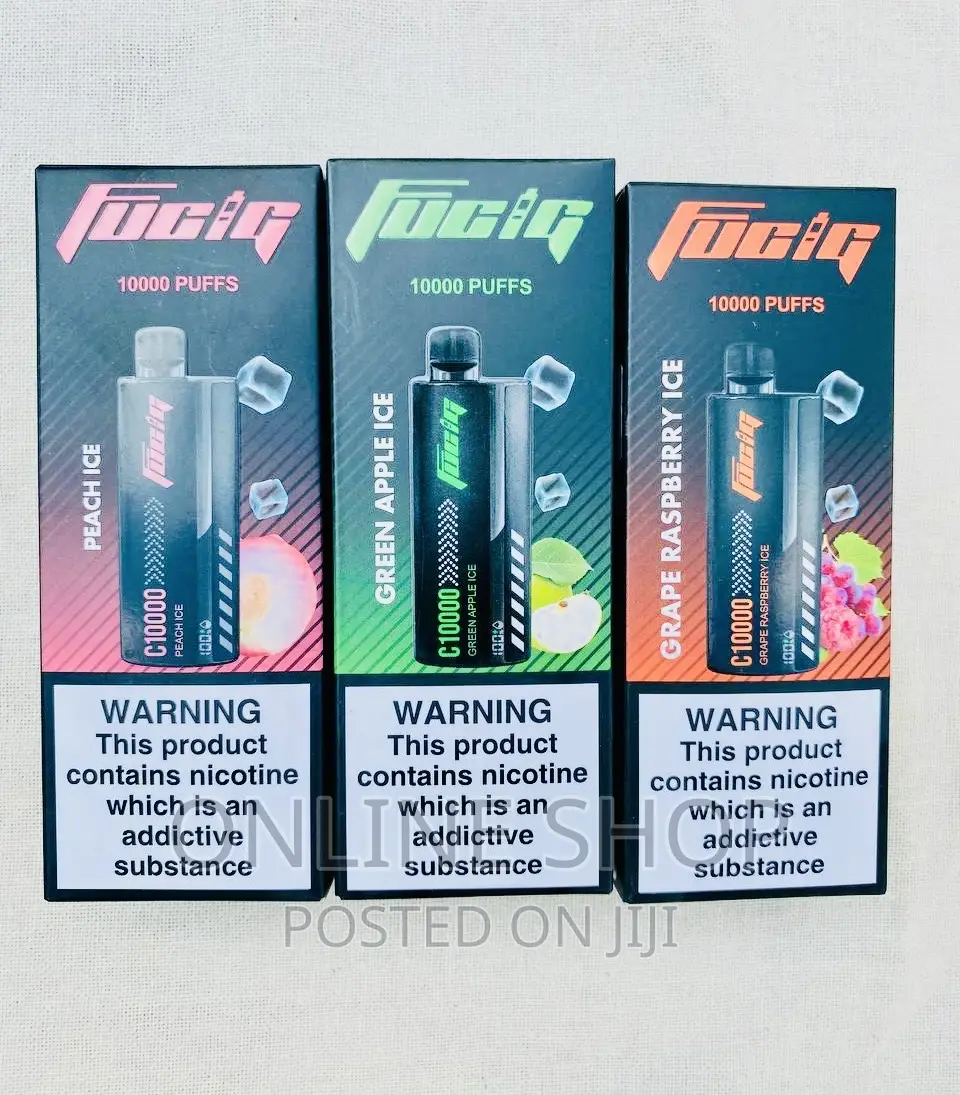 FUCIG
10000 PUFFS
PEACH ICE
FUCIG
C10000
PEACH ICE
100
WARNING
This product
contains nicotine
which is an
addictive
substance
FUCIG
10000 PUFFS
GREEN APPLE ICE
FUCIG
C10000
GREEN APPLE ICE
100
WARNING
This product
contains nicotine
which is an
addictive
substance
FUCIG
10000 PUFFS
GRAPE RASPBERRY ICE
FUCIG
C10000
GRAPE RASPBERRY ICE
100
WARNING
This product
contains nicotine
which is an
addictive
substance
ONLINE SHOP
POSTED ON JIJI